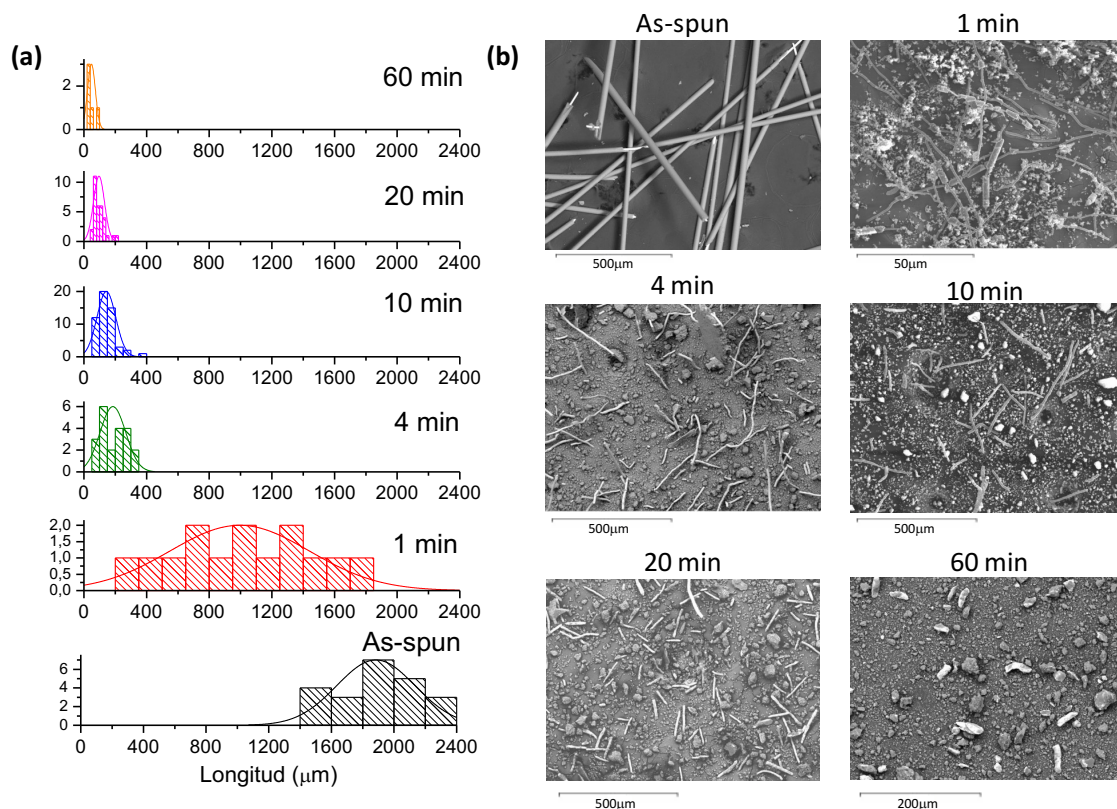 (a)
60 min
2
0
0 400 800 1200 1600 2000 2400
20 min
10
5
0
0 400 800 1200 1600 2000 2400
10 min
20
10
0
0 400 800 1200 1600 2000 2400
4 min
6
4
2
0
0 400 800 1200 1600 2000 2400
1 min
2,0
1,5
1,0
0,5
0,0
0 400 800 1200 1600 2000 2400
As-spun
6
4
2
0
0 400 800 1200 1600 2000 2400
Longitud (μm)
(b)
As-spun 1 min
500μm 50μm
4 min 10 min
500μm 500μm
20 min 60 min
500μm 200μm